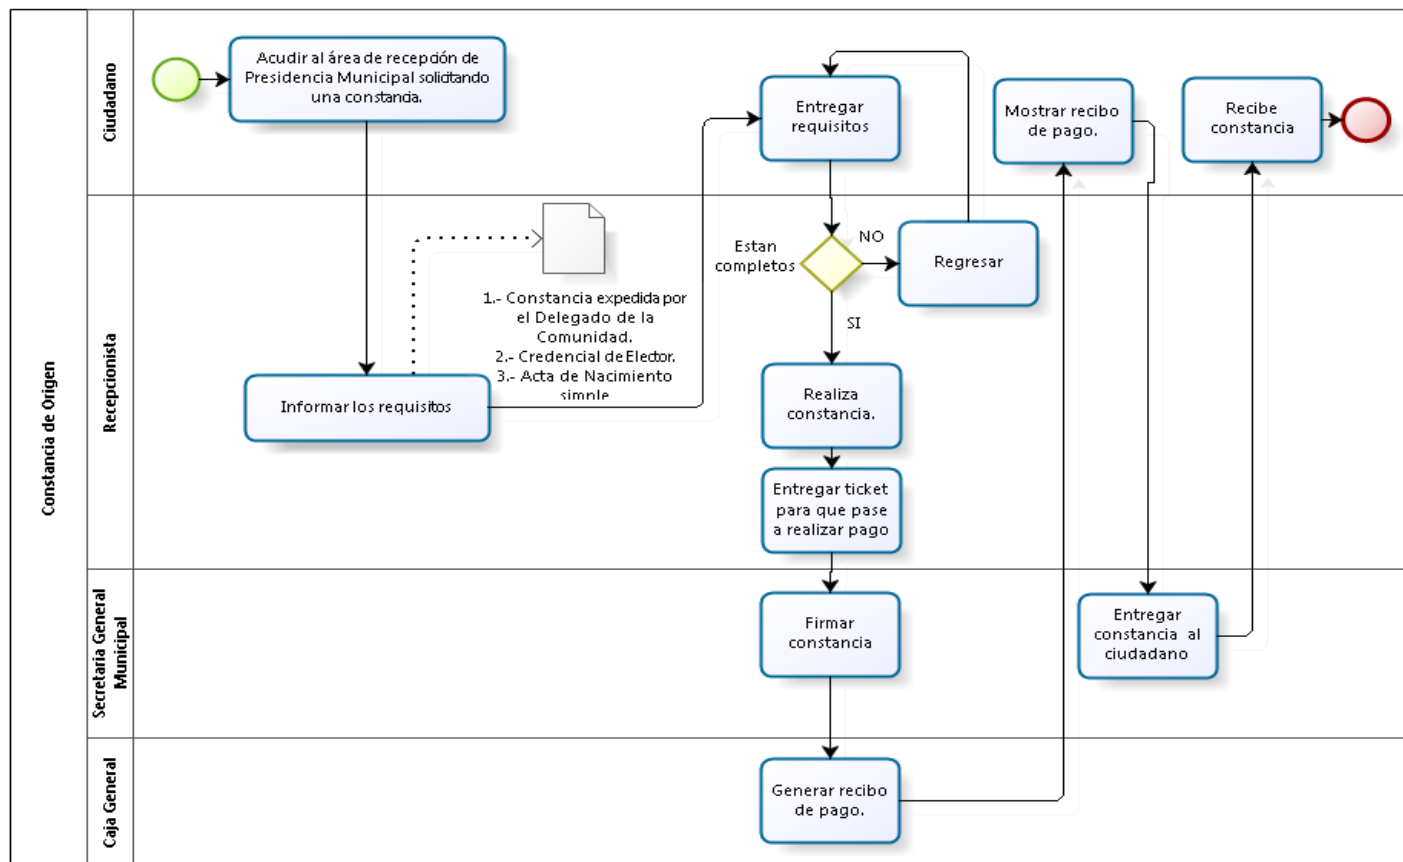 Constancia de Origen
Ciudadano
Acudir al área de recepción de
Presidencia Municipal solicitando
una constancia.
Entregar
requisitos
Mostrar recibo
de pago.
Recibe
constancia
Recepcionista
Informar los requisitos
1.- Constancia expedida por
el Delegado de la
Comunidad.
2.- Credencial de Elector.
3.- Acta de Nacimiento
simple
Estan
completos
NO
Regresar
SI
Realiza
constancia.
Entregar ticket
para que pase
a realizar pago
Secretaria General
Municipal
Firmar
constancia
Entregar
constancia al
ciudadano
Caja General
Generar recibo
de pago.